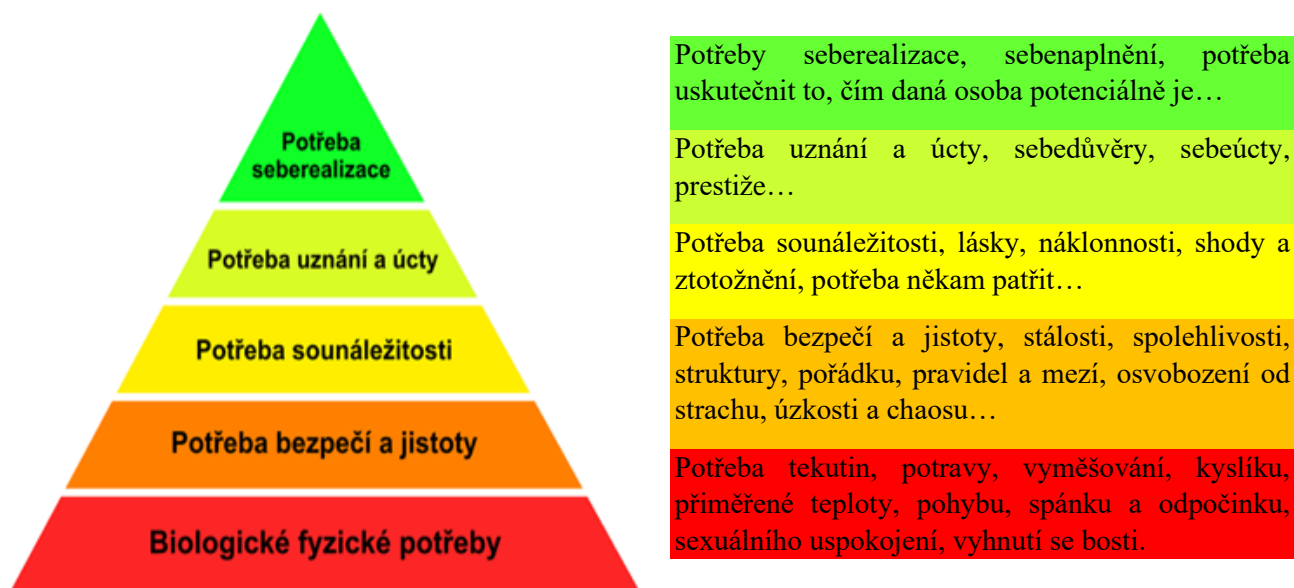 Potřeba
seberealizace
Potřeba uznání a úcty
Potřeba sounáležitosti
Potřeba bezpečí a jistoty
Biologické fyzické potřeby
Potřeby seberealizace, sebenaplnění, potřeba
uskutečnit to, čím daná osoba potenciálně je…
Potřeba uznání a úcty, sebedůvěry, sebeúcty,
prestiže…
Potřeba sounáležitosti, lásky, náklonnosti, shody a
ztotožnění, potřeba někam patřit…
Potřeba bezpečí a jistoty, stálosti, spolehlivosti,
struktury, pořádku, pravidel a mezí, osvobození od
strachu, úzkosti a chaosu…
Potřeba tekutin, potravy, vyměšování, kyslíku,
přiměřené teploty, pohybu, spánku a odpočinku,
sexuálního uspokojení, vyhnutí se bosti.